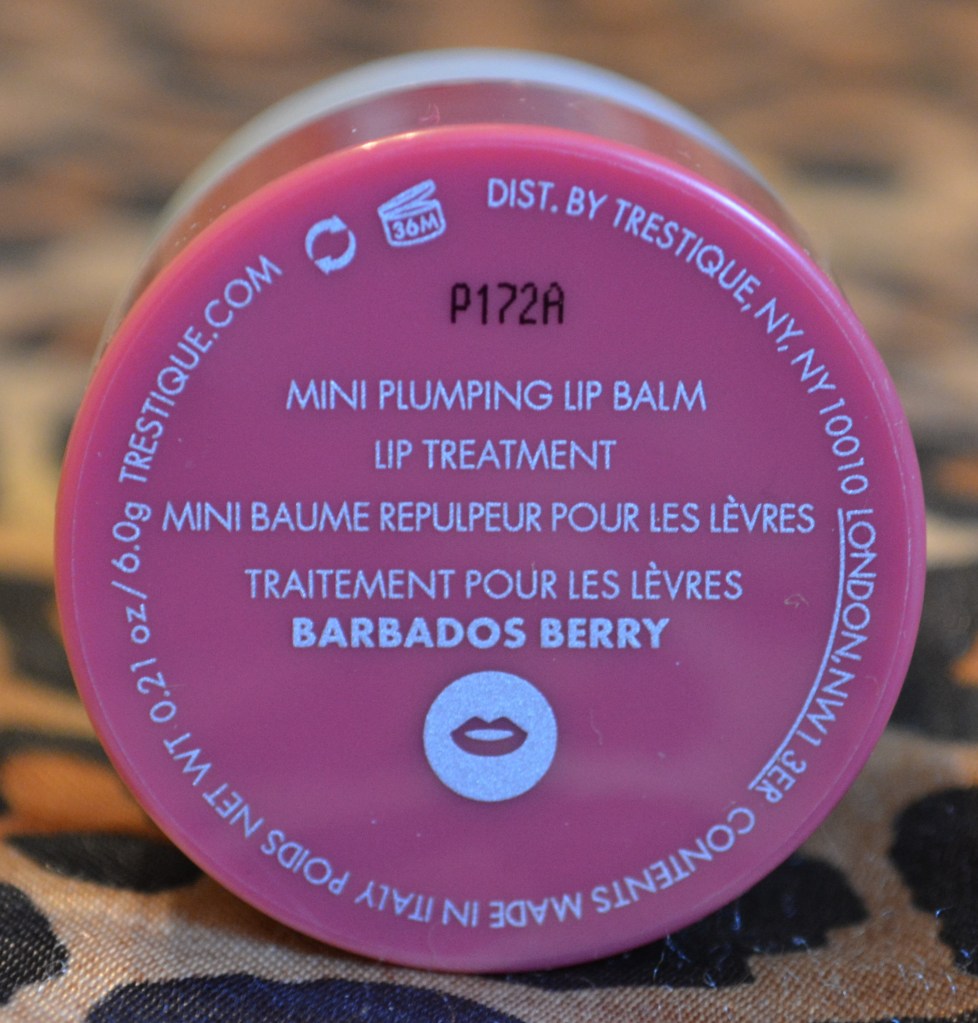 DIST. BY TRESTIQUE, NY, NY 10010 LONDON, NW1 3ER CONTENTS MADE IN ITALY POIDS NET WT 0.21 oz/6.0g TRESTIQUE.COM
36M
P172A
MINI PLUMPING LIP BALM
LIP TREATMENT
MINI BAUME REPULPEUR POUR LES LÈVRES
TRAITEMENT POUR LES LÈVRES
BARBADOS BERRY